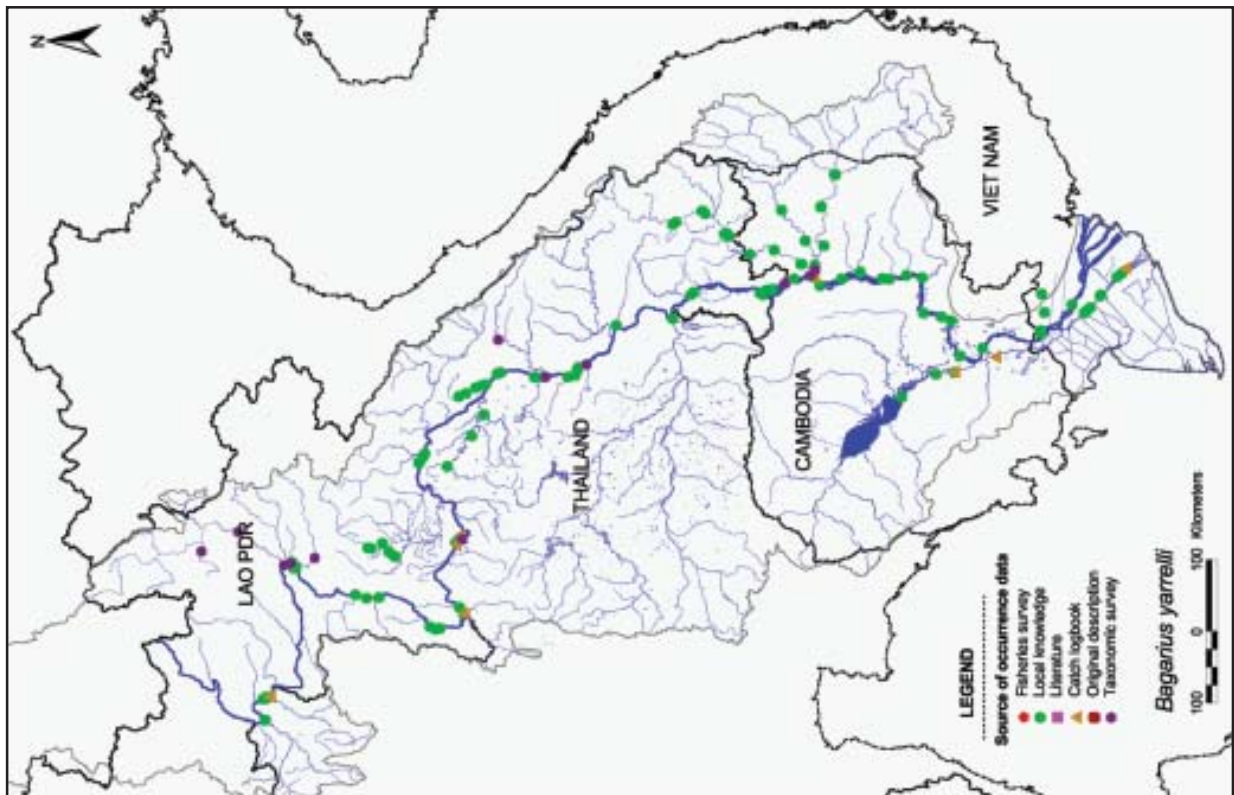 N
LAO PDR
THAILAND
CAMBODIA
VIET NAM
LEGEND
Source of occurrence data
Fisheries survey
Local knowledge
Literature
Catch logbook
Original description
Taxonomic survey
Bagarius yarrelli
100 0 100 Kilometers